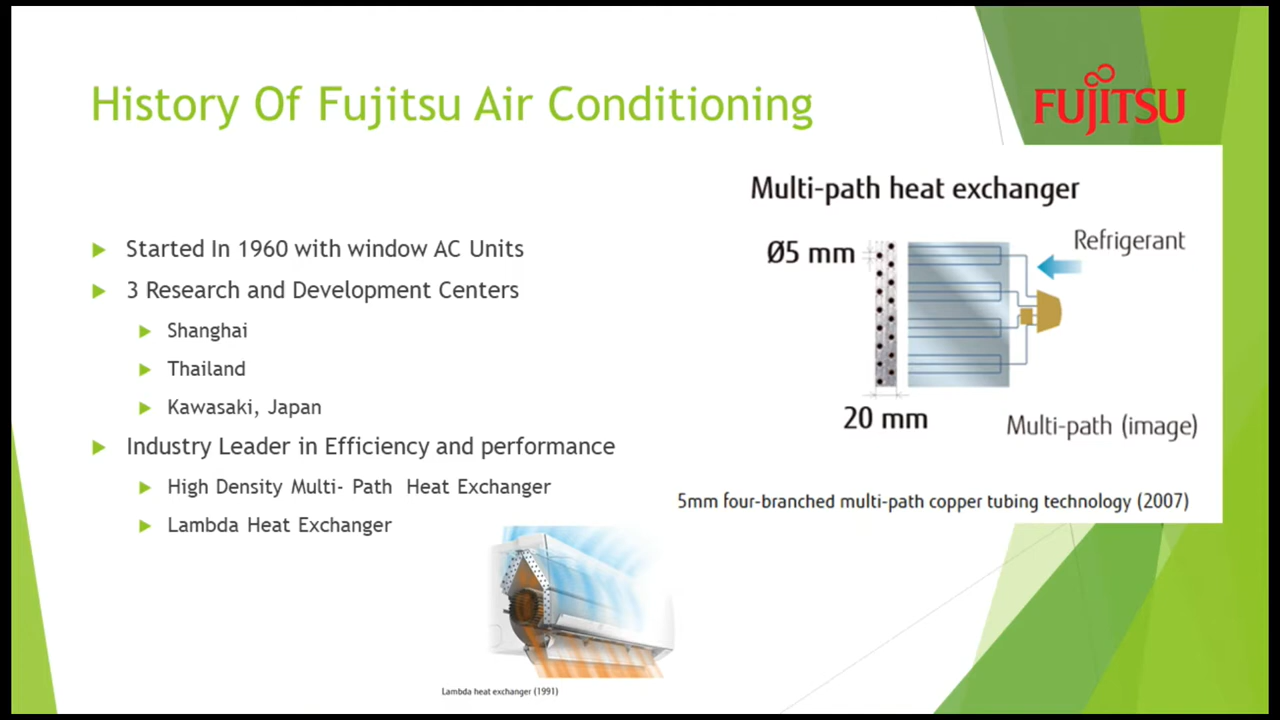 History Of Fujitsu Air Conditioning
FUJITSU
Started In 1960 with window AC Units
3 Research and Development Centers
Shanghai
Thailand
Kawasaki, Japan
Industry Leader in Efficiency and performance
High Density Multi- Path Heat Exchanger
Lambda Heat Exchanger
Multi-path heat exchanger
Ø5 mm
Refrigerant
20 mm
Multi-path (image)
5mm four-branched multi-path copper tubing technology (2007)
Lambda heat exchanger (1991)